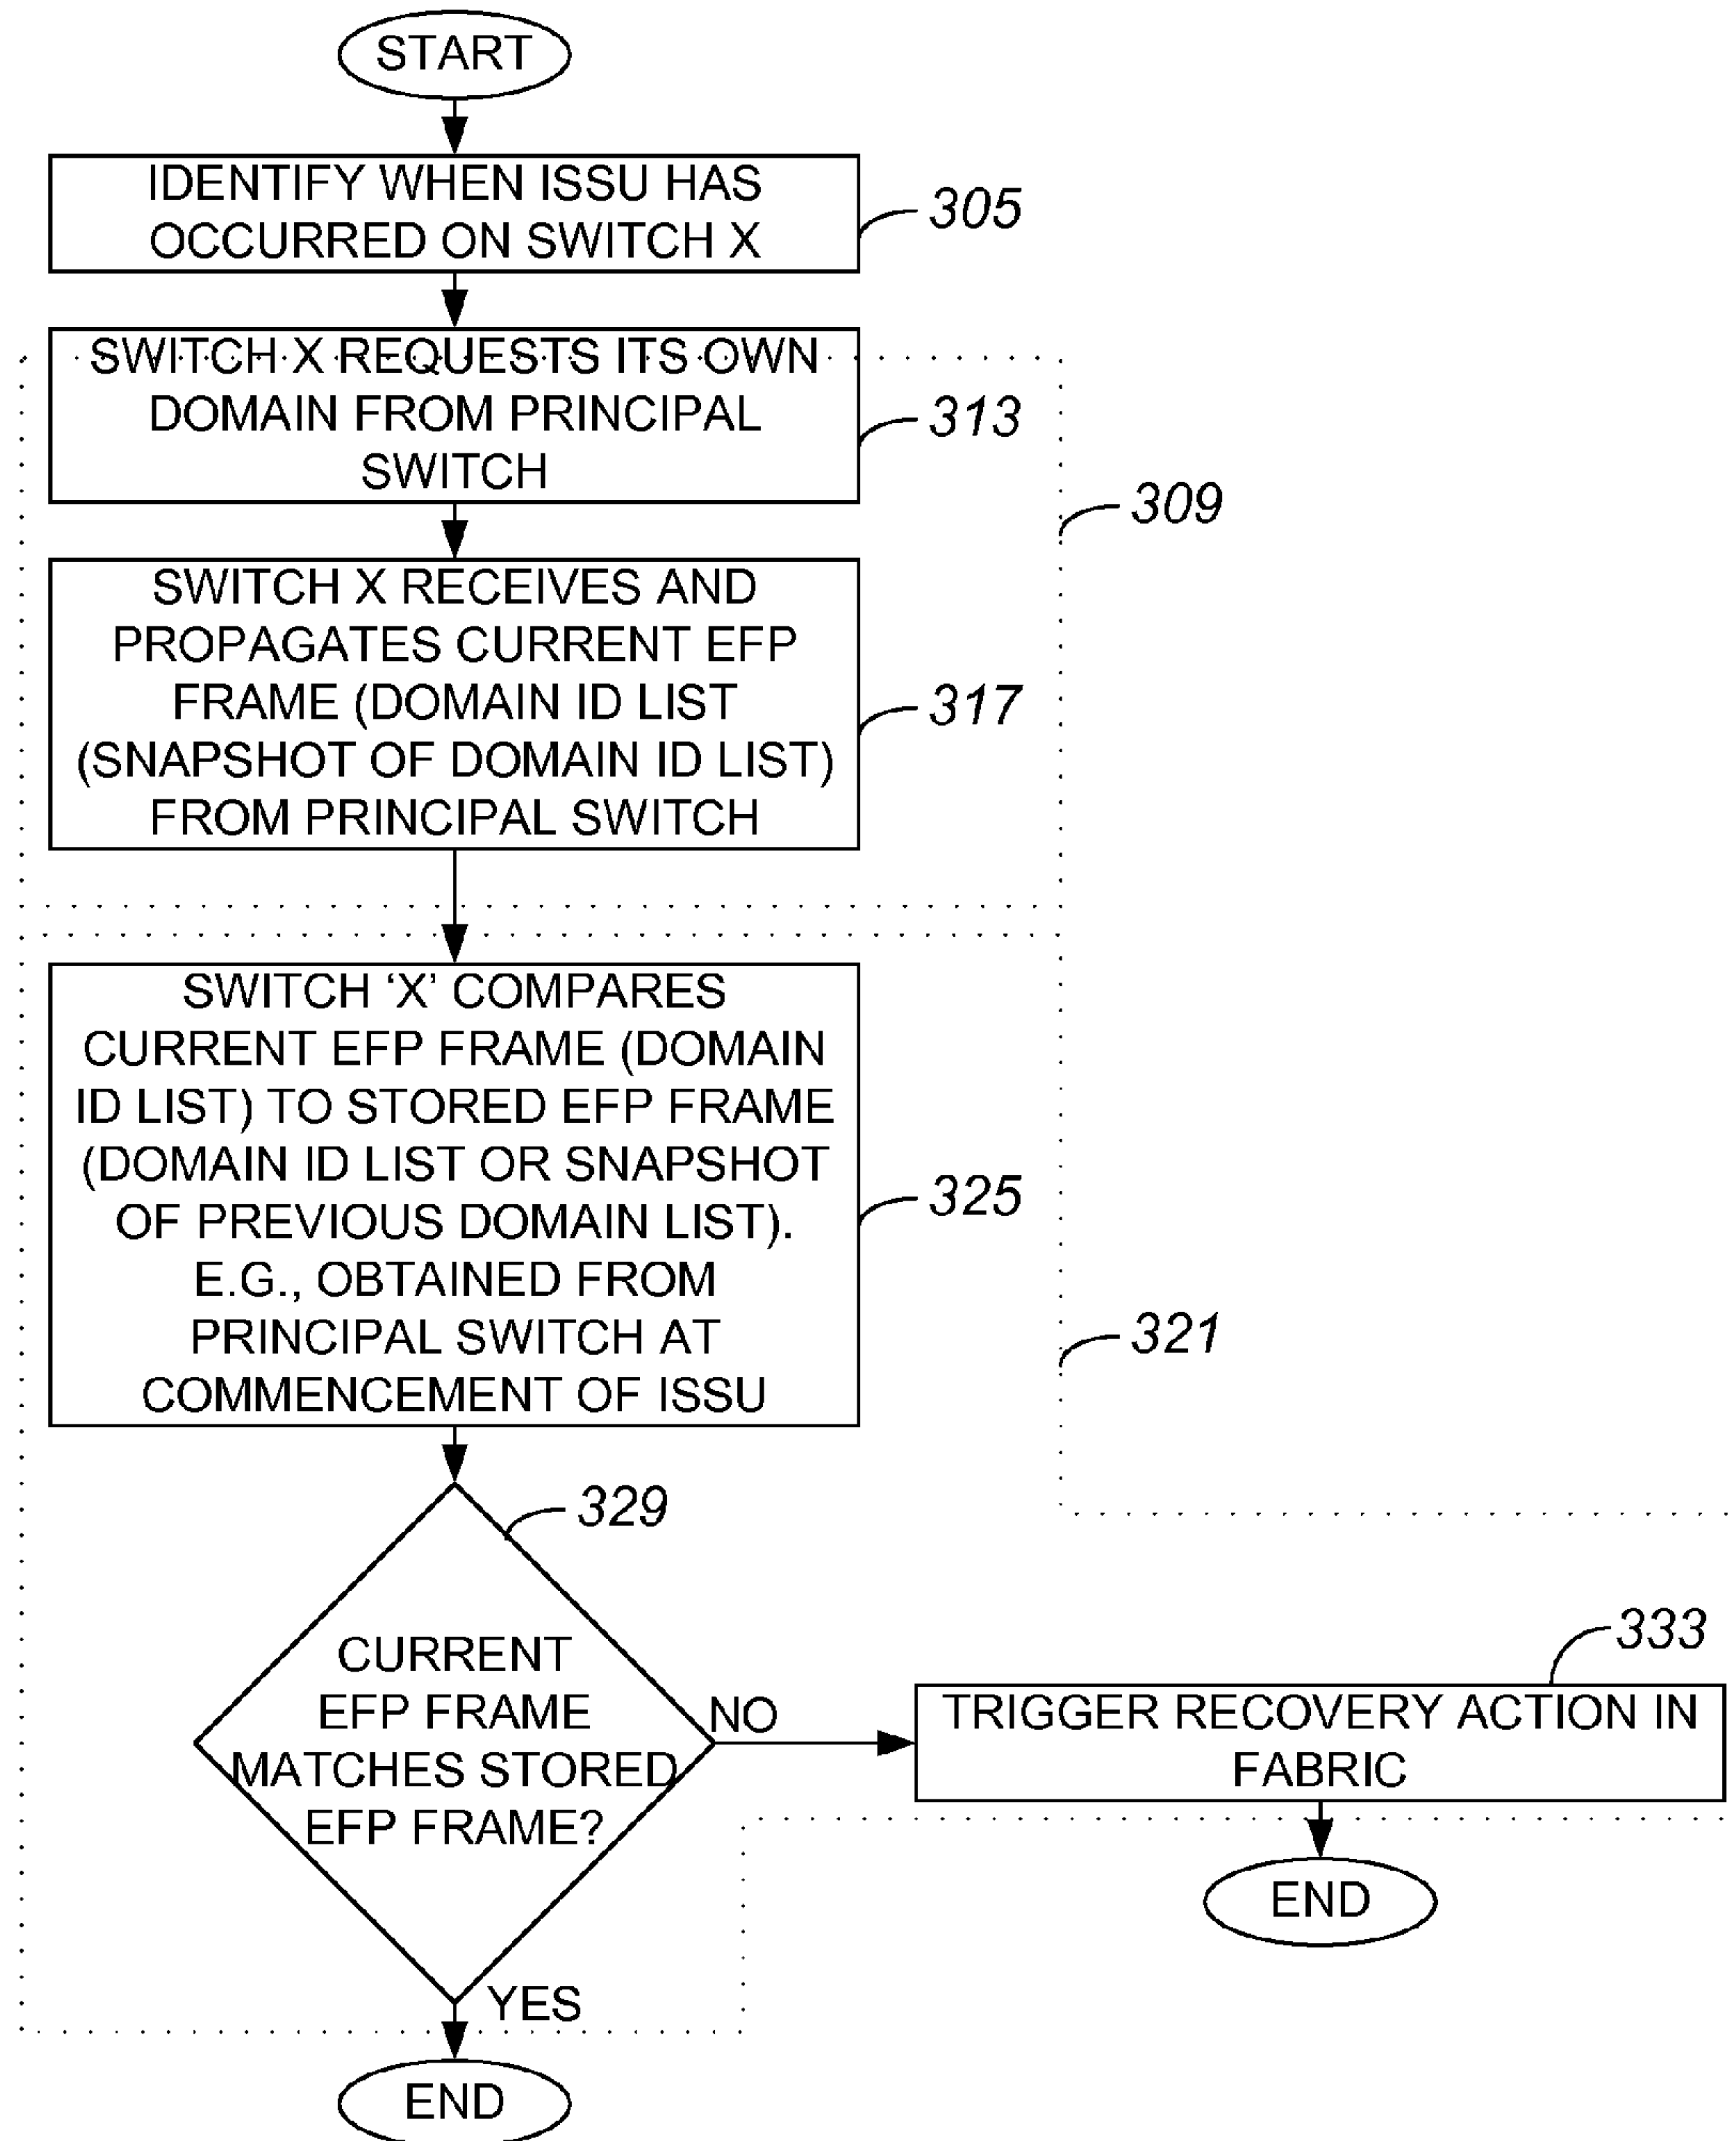 START
IDENTIFY WHEN ISSU HAS
OCCURRED ON SWITCH X
305
SWITCH X REQUESTS ITS OWN
DOMAIN FROM PRINCIPAL
SWITCH
313
309
SWITCH X RECEIVES AND
PROPAGATES CURRENT EFP
FRAME (DOMAIN ID LIST
(SNAPSHOT OF DOMAIN ID LIST)
FROM PRINCIPAL SWITCH
317
SWITCH ‘X’ COMPARES
CURRENT EFP FRAME (DOMAIN
ID LIST) TO STORED EFP FRAME
(DOMAIN ID LIST OR SNAPSHOT
OF PREVIOUS DOMAIN LIST).
E.G., OBTAINED FROM
PRINCIPAL SWITCH AT
COMMENCEMENT OF ISSU
325
321
329
CURRENT
EFP FRAME
MATCHES STORED
EFP FRAME?
NO
333
TRIGGER RECOVERY ACTION IN
FABRIC
END
YES
END